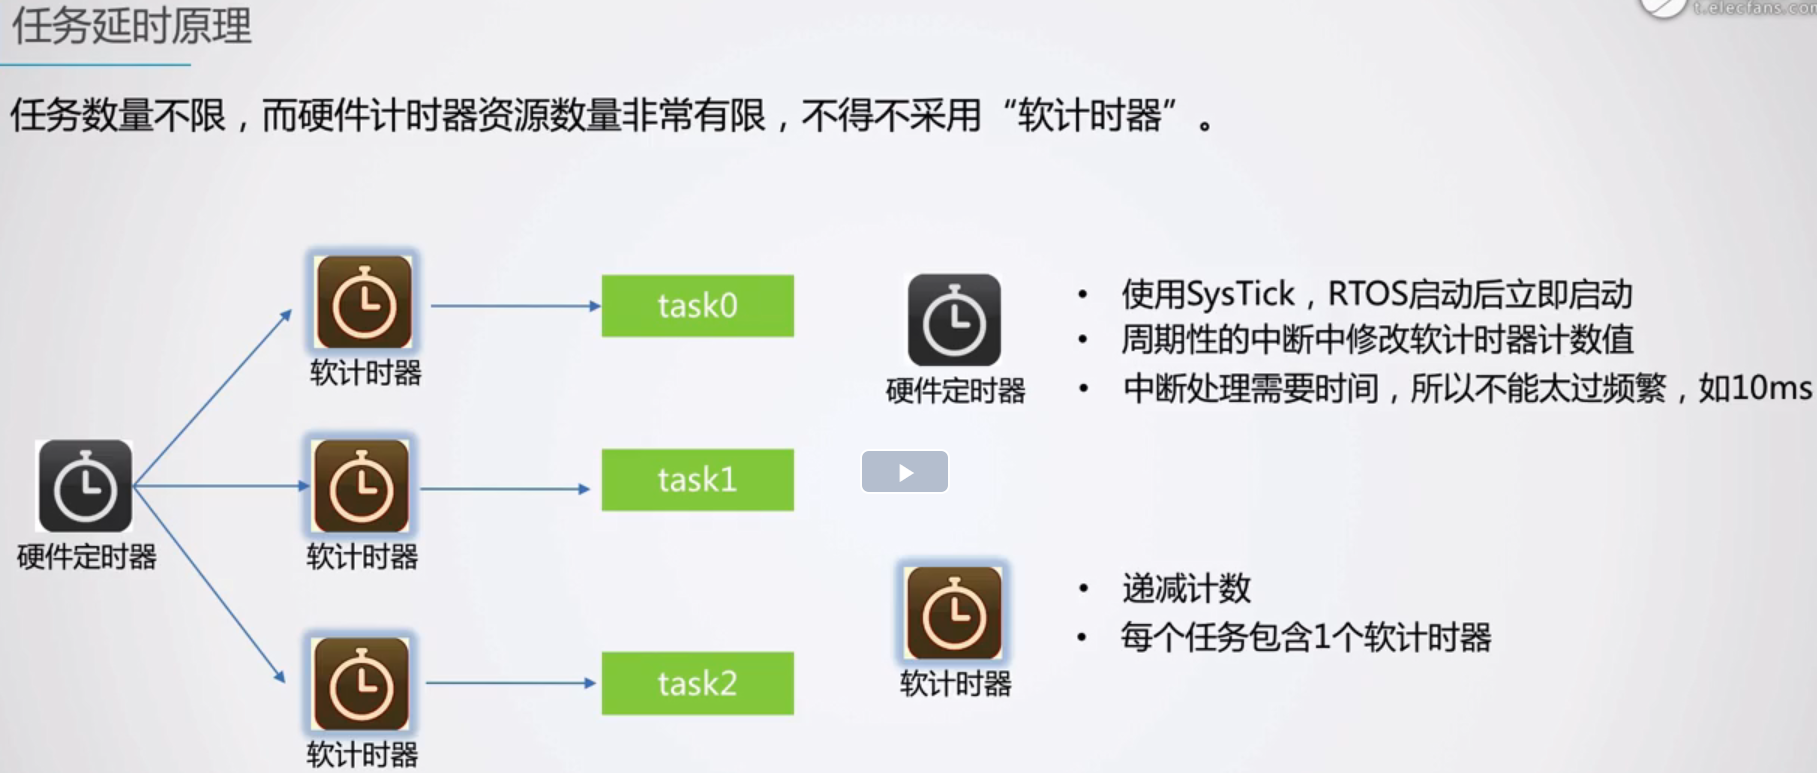 任务延时原理
t.elecfans.com
任务数量不限，而硬件计时器资源数量非常有限，不得不采用“软计时器”。
软计时器
task0
硬件定时器
• 使用SysTick，RTOS启动后立即启动
• 周期性的中断中修改软计时器计数值
• 中断处理需要时间，所以不能太过频繁，如10ms
硬件定时器
软计时器
task1
软计时器
task2
软计时器
• 递减计数
• 每个任务包含1个软计时器